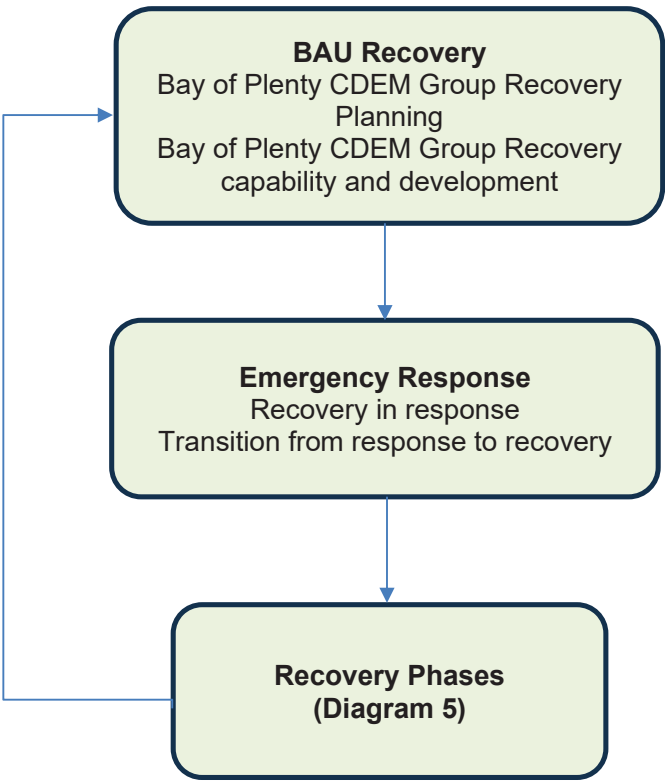 BAU Recovery
Bay of Plenty CDEM Group Recovery
Planning
Bay of Plenty CDEM Group Recovery
capability and development
Emergency Response
Recovery in response
Transition from response to recovery
Recovery Phases
(Diagram 5)